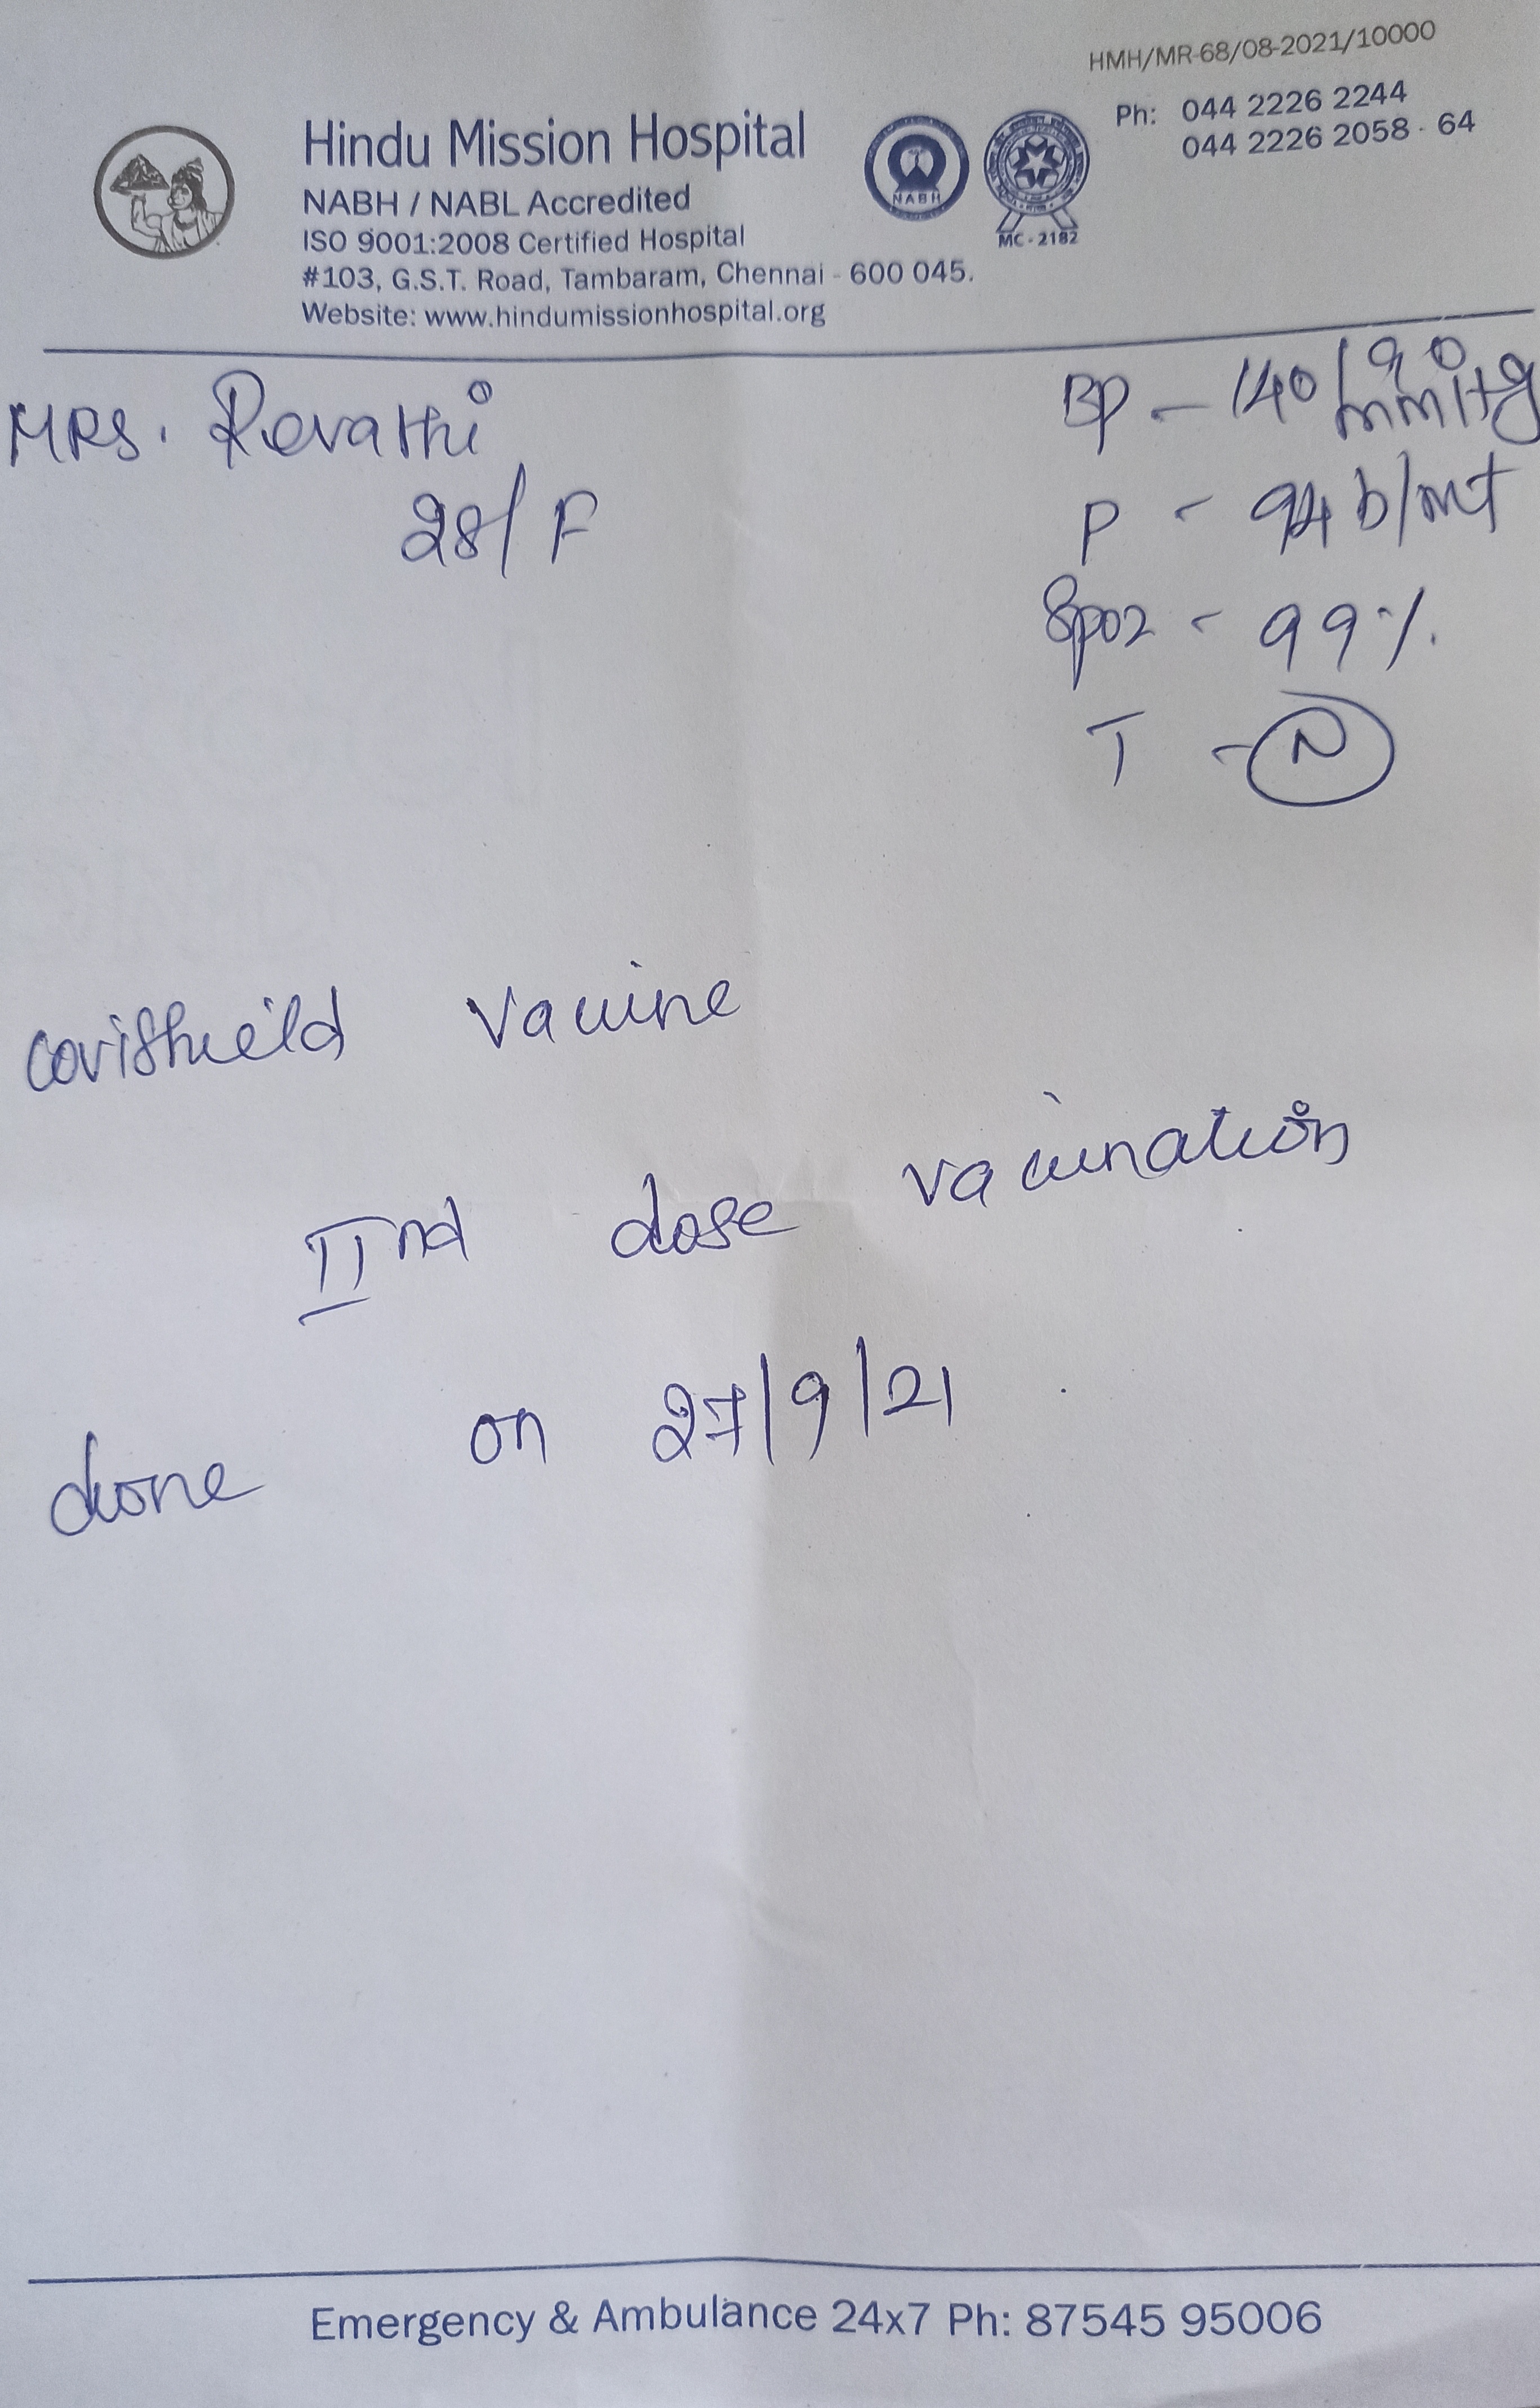 HMH/MR-68/08-2021/10000
Hindu Mission Hospital
NABH / NABL Accredited
ISO 9001:2008 Certified Hospital
#103, G.S.T. Road, Tambaram, Chennai - 600 045.
Website: www.hindumissionhospital.org
NABH
MC - 2182
Ph: 044 2226 2244
044 2226 2058 - 64
MRS. Revathi
28/F
BP - 140/90 mmHg
P - 94 b/mt
Spo2 - 99%.
T - N
covishield vaccine
IInd dose vaccination
done on 27/9/21
Emergency & Ambulance 24x7 Ph: 87545 95006